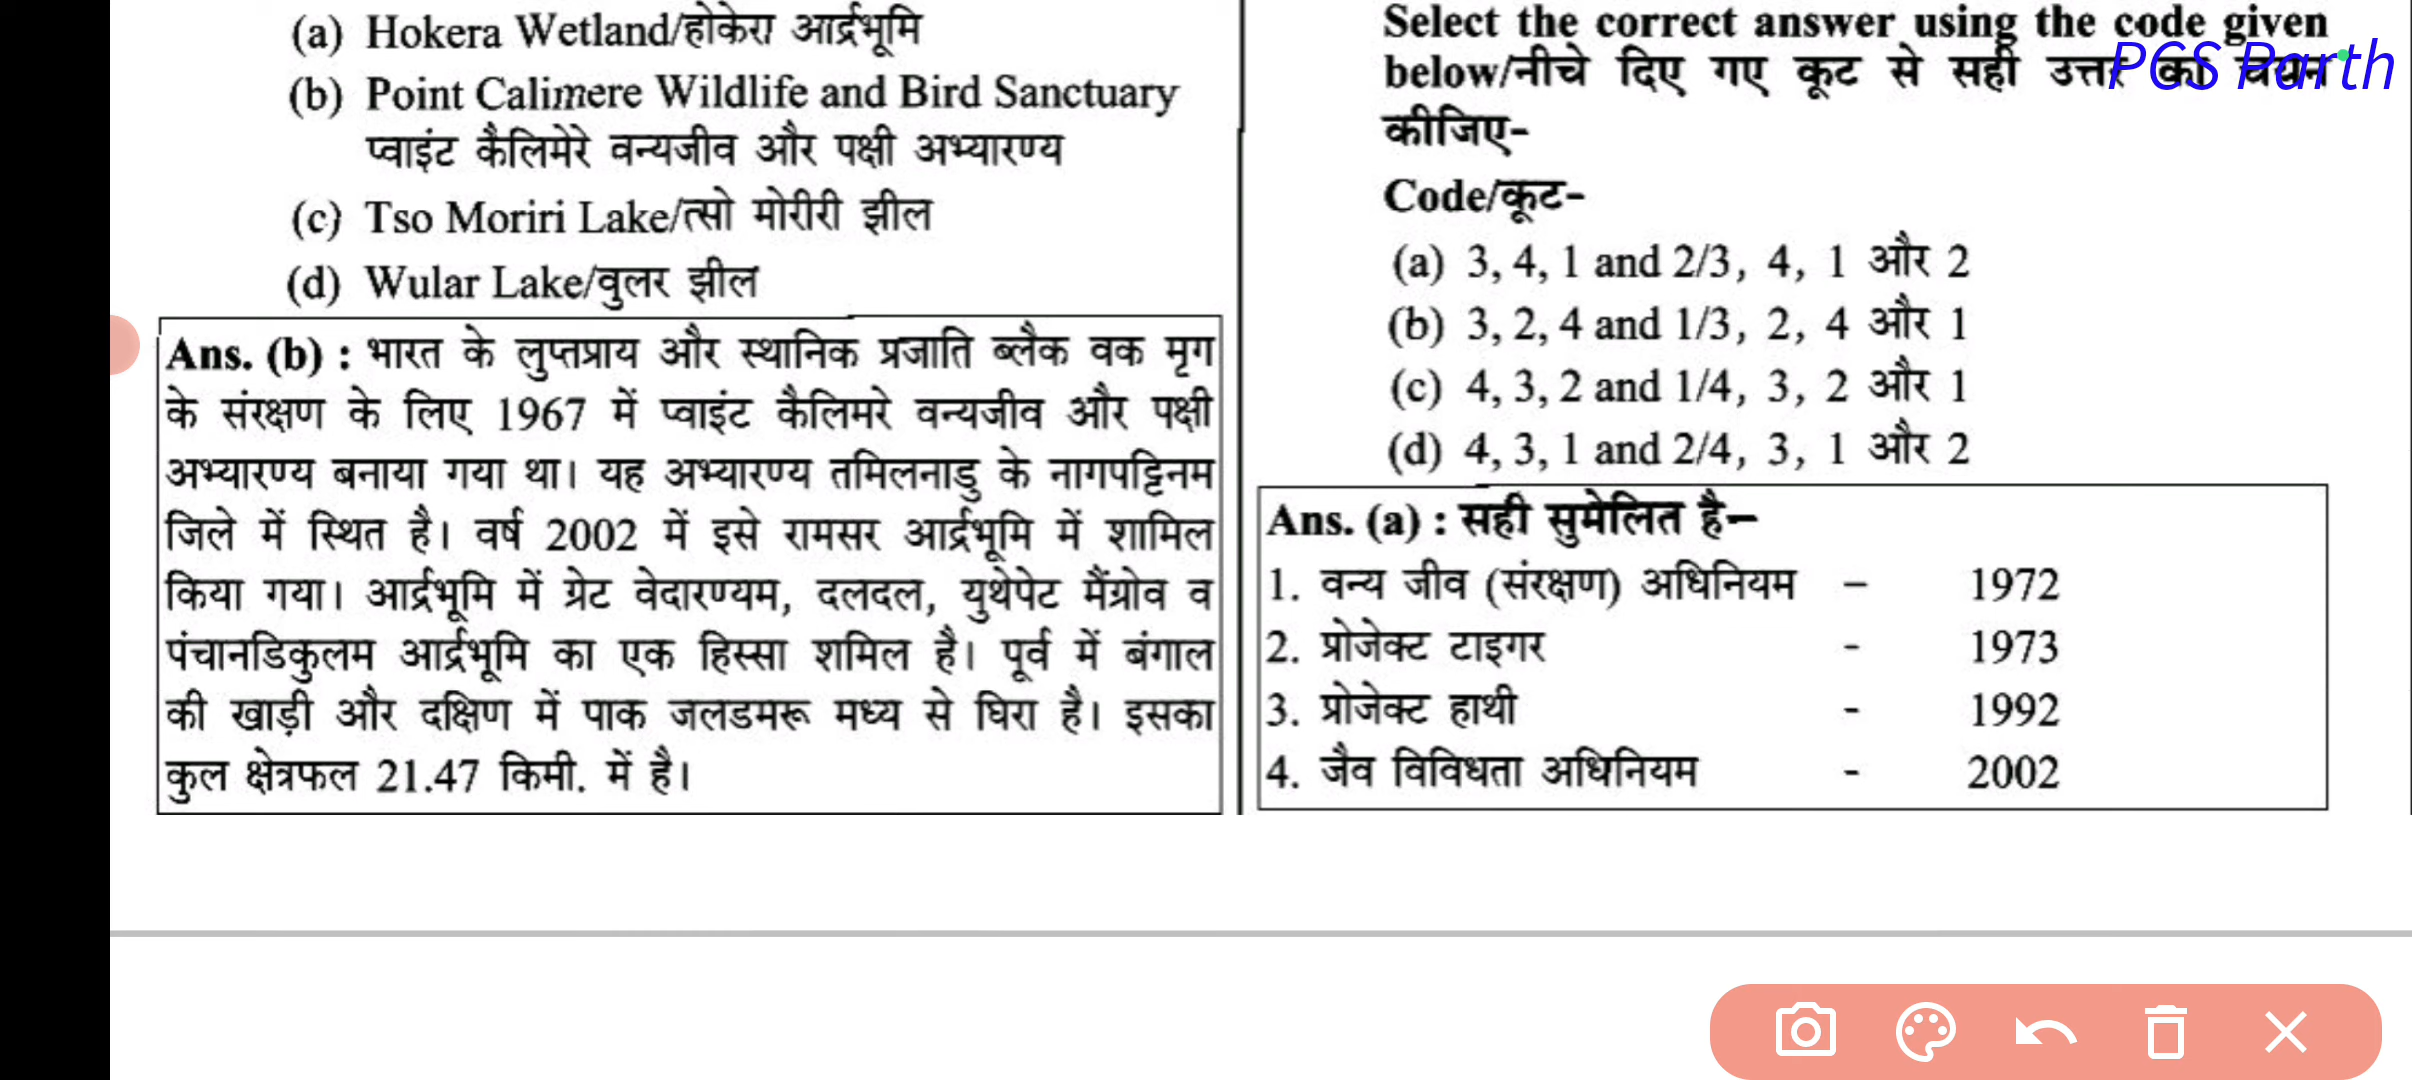 (a) Hokera Wetland/होकेरा आर्द्रभूमि
(b) Point Calimere Wildlife and Bird Sanctuary
प्वाइंट कैलिमेरे वन्यजीव और पक्षी अभ्यारण्य
(c) Tso Moriri Lake/त्सो मोरीरी झील
(d) Wular Lake/वुलर झील
Ans. (b) : भारत के लुप्तप्राय और स्थानिक प्रजाति ब्लैक वक मृग
के संरक्षण के लिए 1967 में प्वाइंट कैलिमरे वन्यजीव और पक्षी
अभ्यारण्य बनाया गया था। यह अभ्यारण्य तमिलनाडु के नागपट्टिनम
जिले में स्थित है। वर्ष 2002 में इसे रामसर आर्द्रभूमि में शामिल
किया गया। आर्द्रभूमि में ग्रेट वेदारण्यम, दलदल, युथेपेट मैंग्रोव व
पंचानडिकुलम आर्द्रभूमि का एक हिस्सा शमिल है। पूर्व में बंगाल
की खाड़ी और दक्षिण में पाक जलडमरू मध्य से घिरा है। इसका
कुल क्षेत्रफल 21.47 किमी. में है।
Select the correct answer using the code given
below/नीचे दिए गए कूट से सही उत्तर का चयन
PCS Parth
कीजिए-
Code/कूट-
(a) 3, 4, 1 and 2/3, 4, 1 और 2
(b) 3, 2, 4 and 1/3, 2, 4 और 1
(c) 4, 3, 2 and 1/4, 3, 2 और 1
(d) 4, 3, 1 and 2/4, 3, 1 और 2
Ans. (a) : सही सुमेलित है–
1. वन्य जीव (संरक्षण) अधिनियम – 1972
2. प्रोजेक्ट टाइगर - 1973
3. प्रोजेक्ट हाथी - 1992
4. जैव विविधता अधिनियम - 2002